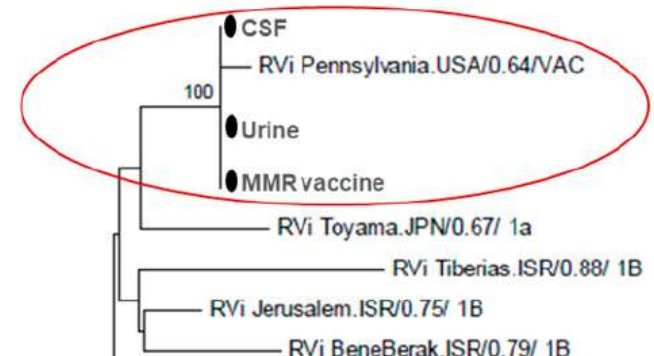 CSF
RVi Pennsylvania.USA/0.64/VAC
100
Urine
MMR vaccine
RVi Toyama.JPN/0.67/ 1a
RVi Tiberias.ISR/0.88/ 1B
RVi Jerusalem.ISR/0.75/ 1B
RVi BeneBerak.ISR/0.79/ 1B